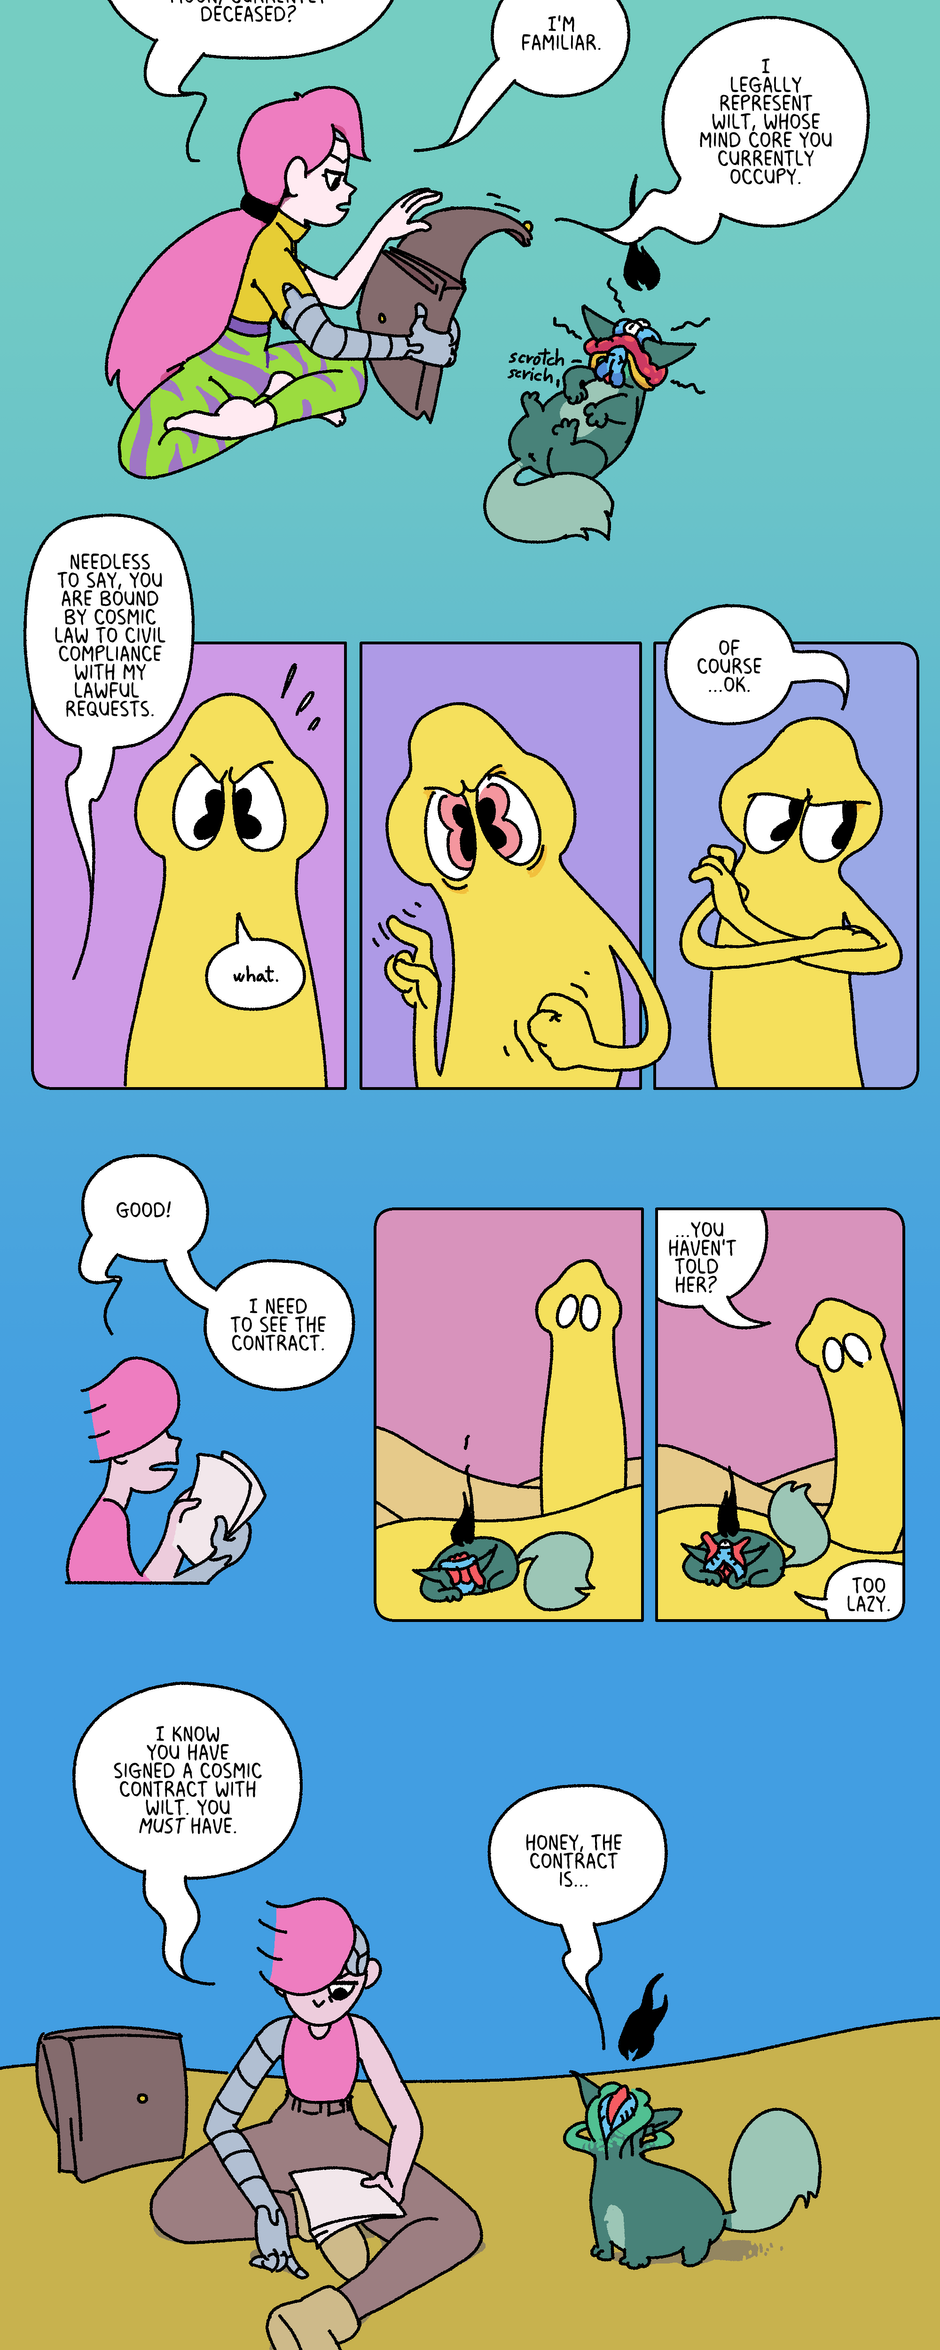 DECEASED?
I'M
FAMILIAR.
I
LEGALLY
REPRESENT
WILT, WHOSE
MIND CORE YOU
CURRENTLY
OCCUPY.
scrotch
scrich,
NEEDLESS
TO SAY, YOU
ARE BOUND
BY COSMIC
LAW TO CIVIL
COMPLIANCE
WITH MY
LAWFUL
REQUESTS.
what.
OF
COURSE
...OK.
GOOD!
I NEED
TO SEE THE
CONTRACT.
...YOU
HAVEN'T
TOLD
HER?
TOO
LAZY.
I KNOW
YOU HAVE
SIGNED A COSMIC
CONTRACT WITH
WILT. YOU
MUST HAVE.
HONEY, THE
CONTRACT
IS...